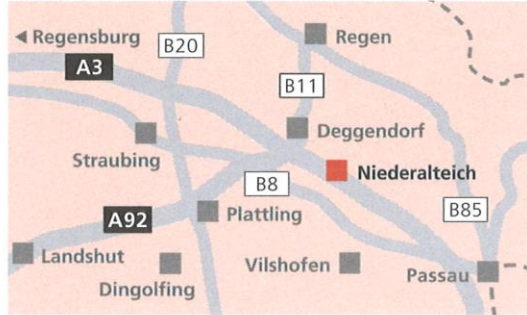 Regensburg
B20
Regen
A3
B11
Deggendorf
Straubing
Niederalteich
B8
A92
Plattling
B85
Landshut
Vilshofen
Passau
Dingolfing